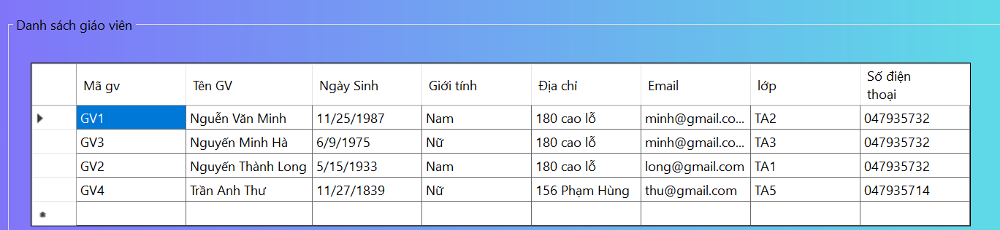 Danh sách giáo viên
Mã gv Tên GV Ngày Sinh Giới tính Địa chỉ Email lớp Số điện thoại
GV1 Nguễn Văn Minh 11/25/1987 Nam 180 cao lỗ minh@gmail.co... TA2 047935732
GV3 Nguyến Minh Hà 6/9/1975 Nữ 180 cao lỗ minh@gmail.co... TA3 047935732
GV2 Nguyến Thành Long 5/15/1933 Nam 180 cao lỗ long@gmail.com TA1 047935732
GV4 Trần Anh Thư 11/27/1839 Nữ 156 Phạm Hùng thu@gmail.com TA5 047935714